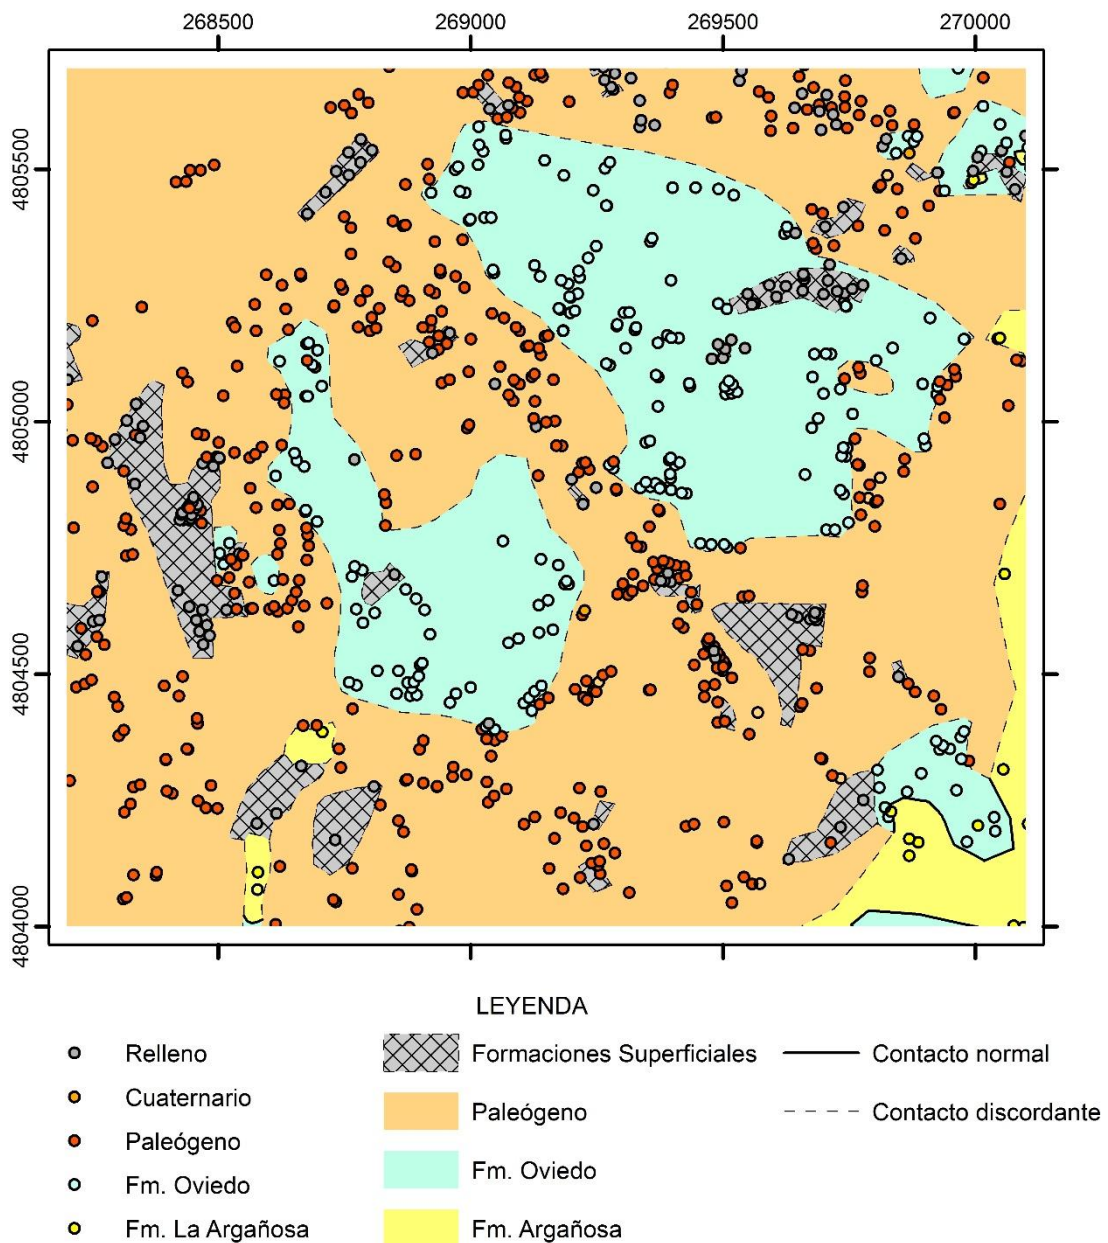 268500 269000 269500 270000
4805500
4805000
4804500
4804000
LEYENDA
Relleno Formaciones Superficiales Contacto normal
Cuaternario
Paleógeno Paleógeno Contacto discordante
Fm. Oviedo Fm. Oviedo
Fm. La Argañosa Fm. Argañosa